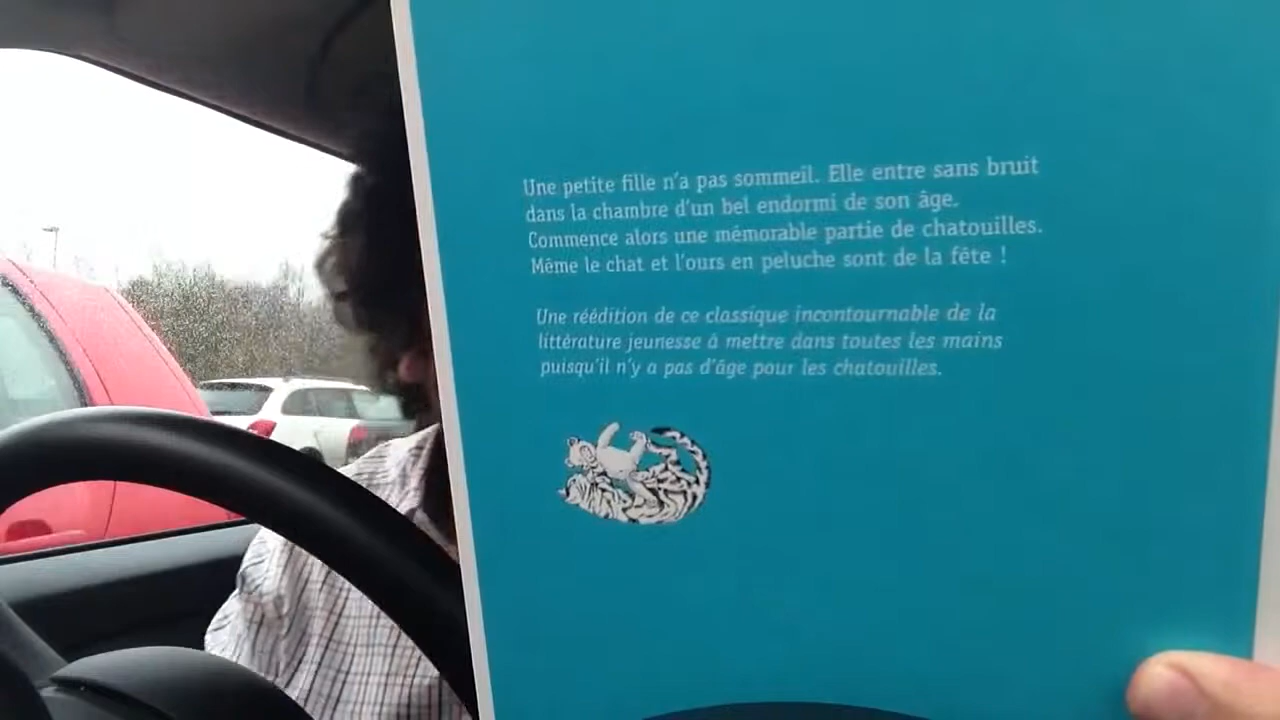 Une petite fille n'a pas sommeil. Elle entre sans bruit
dans la chambre d'un bel endormi de son âge.
Commence alors une mémorable partie de chatouilles.
Même le chat et l'ours en peluche sont de la fête !
Une réédition de ce classique incontournable de la
littérature jeunesse à mettre dans toutes les mains
puisqu'il n'y a pas d'âge pour les chatouilles.